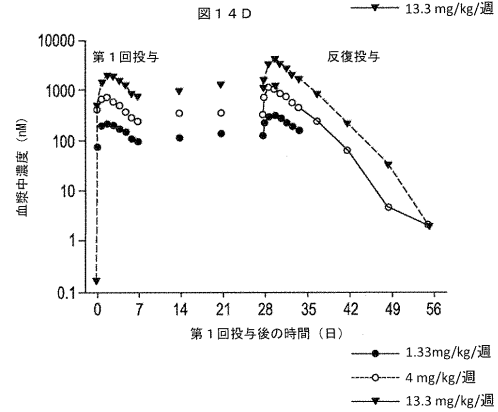 図14D
13.3 mg/kg/週
第1回投与
反復投与
血漿中濃度 (nM)
10000
1000
100
10
1
0.1
0 7 14 21 28 35 42 49 56
第1回投与後の時間（日）
1.33mg/kg/週
4 mg/kg/週
13.3 mg/kg/週